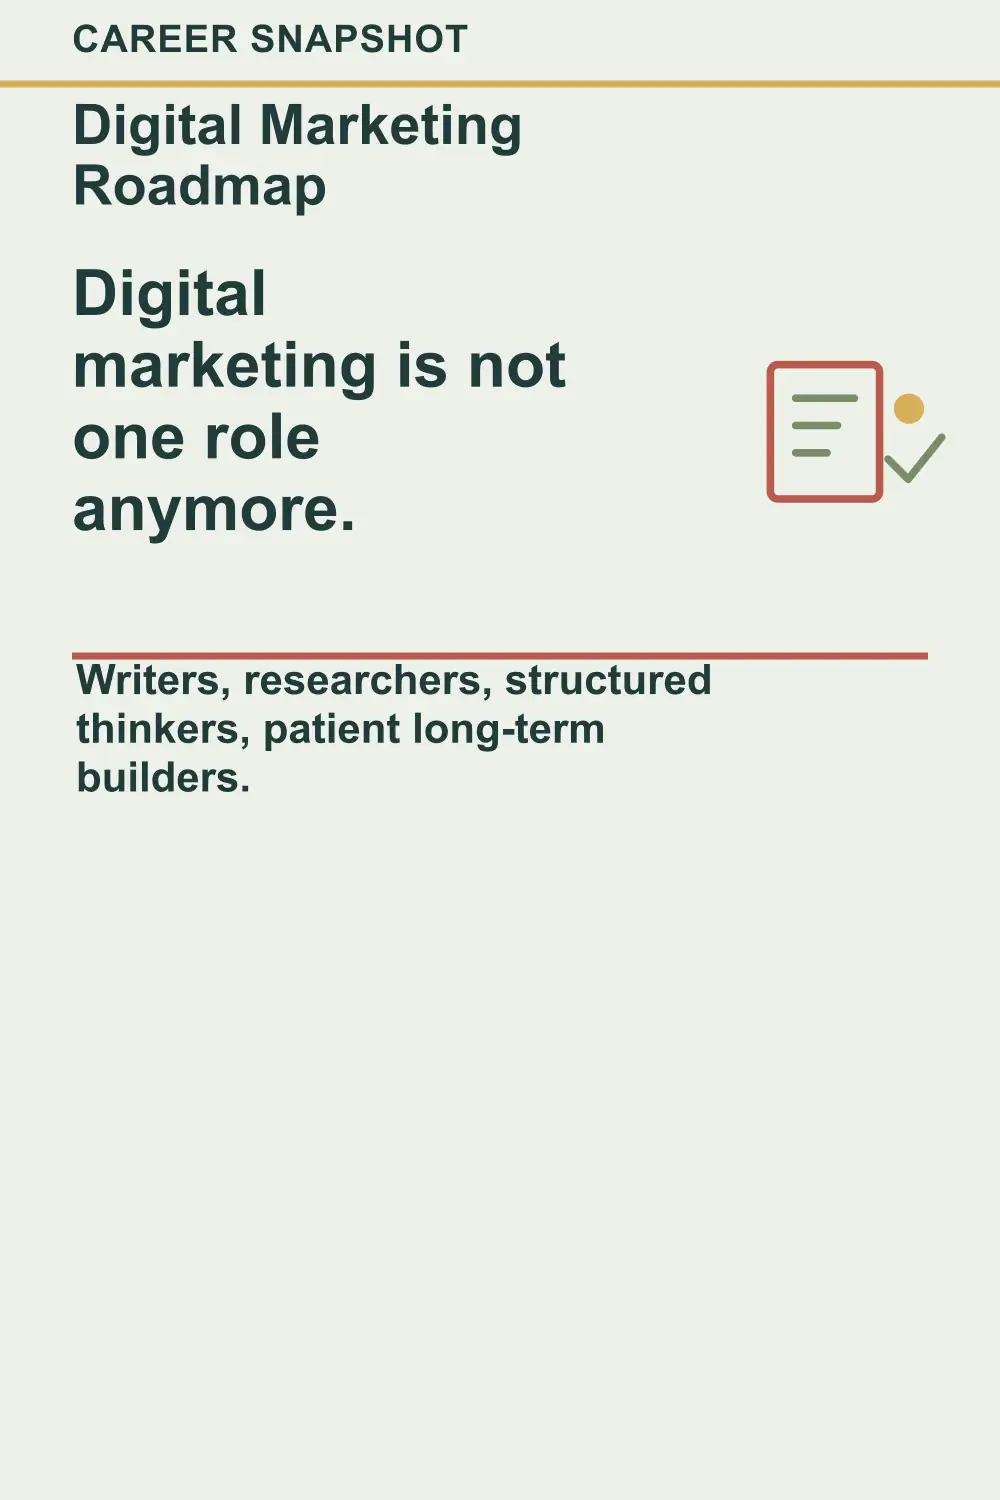 CAREER SNAPSHOT
Digital Marketing
Roadmap
Digital
marketing is not
one role
anymore.
Writers, researchers, structured
thinkers, patient long-term
builders.